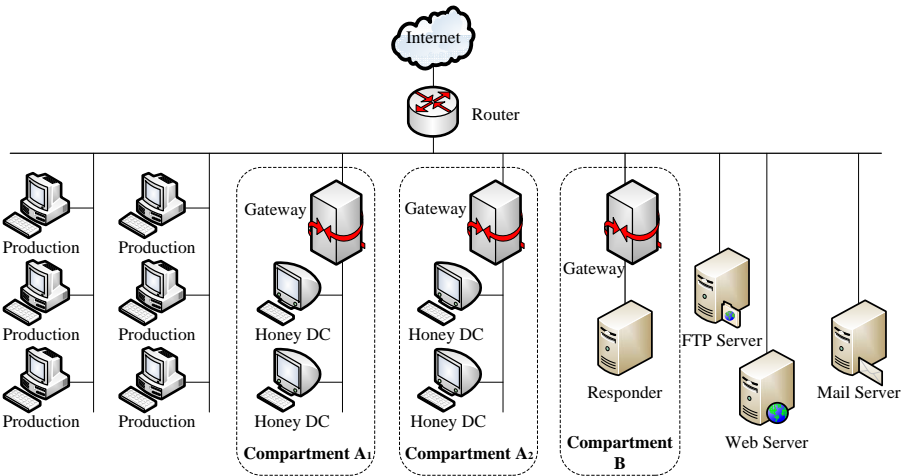 Internet
Router
Gateway
Gateway
Gateway
Production
Production
Production
Production
Production
Production
Honey DC
Honey DC
Honey DC
Honey DC
Responder
FTP Server
Web Server
Mail Server
Compartment A1
Compartment A2
Compartment
B